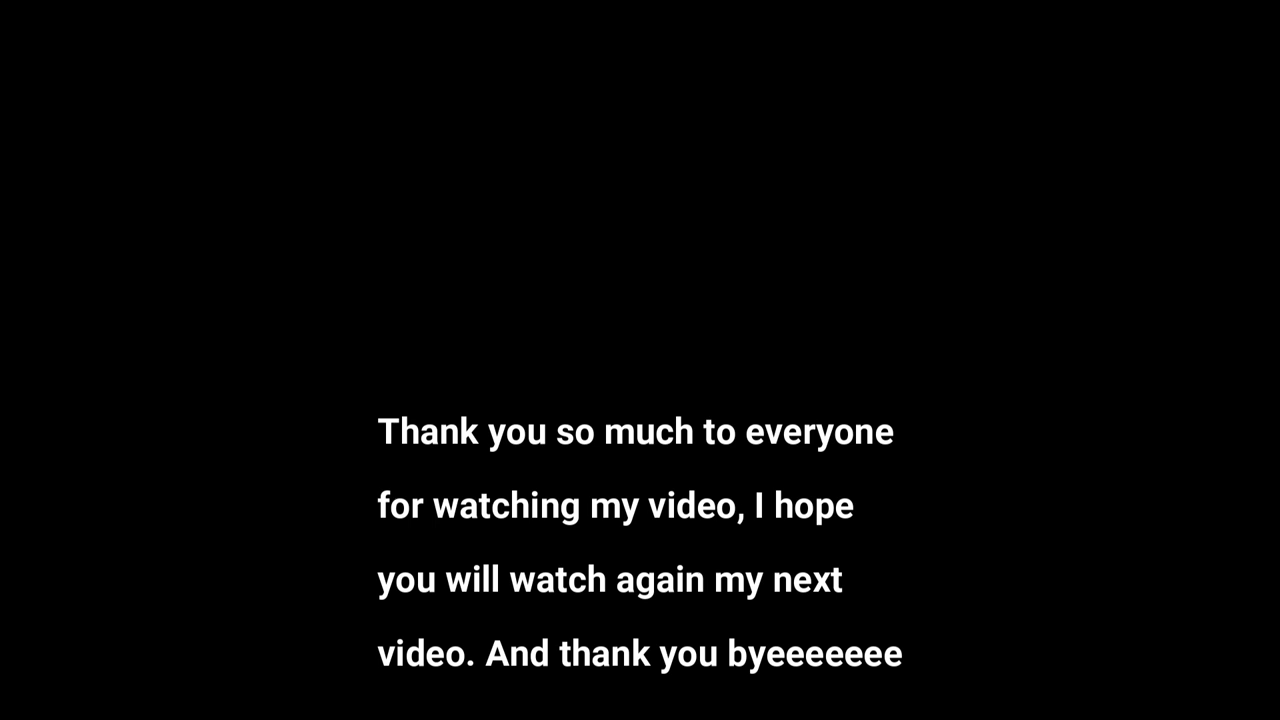 Thank you so much to everyone
for watching my video, I hope
you will watch again my next
video. And thank you byeeeeeee